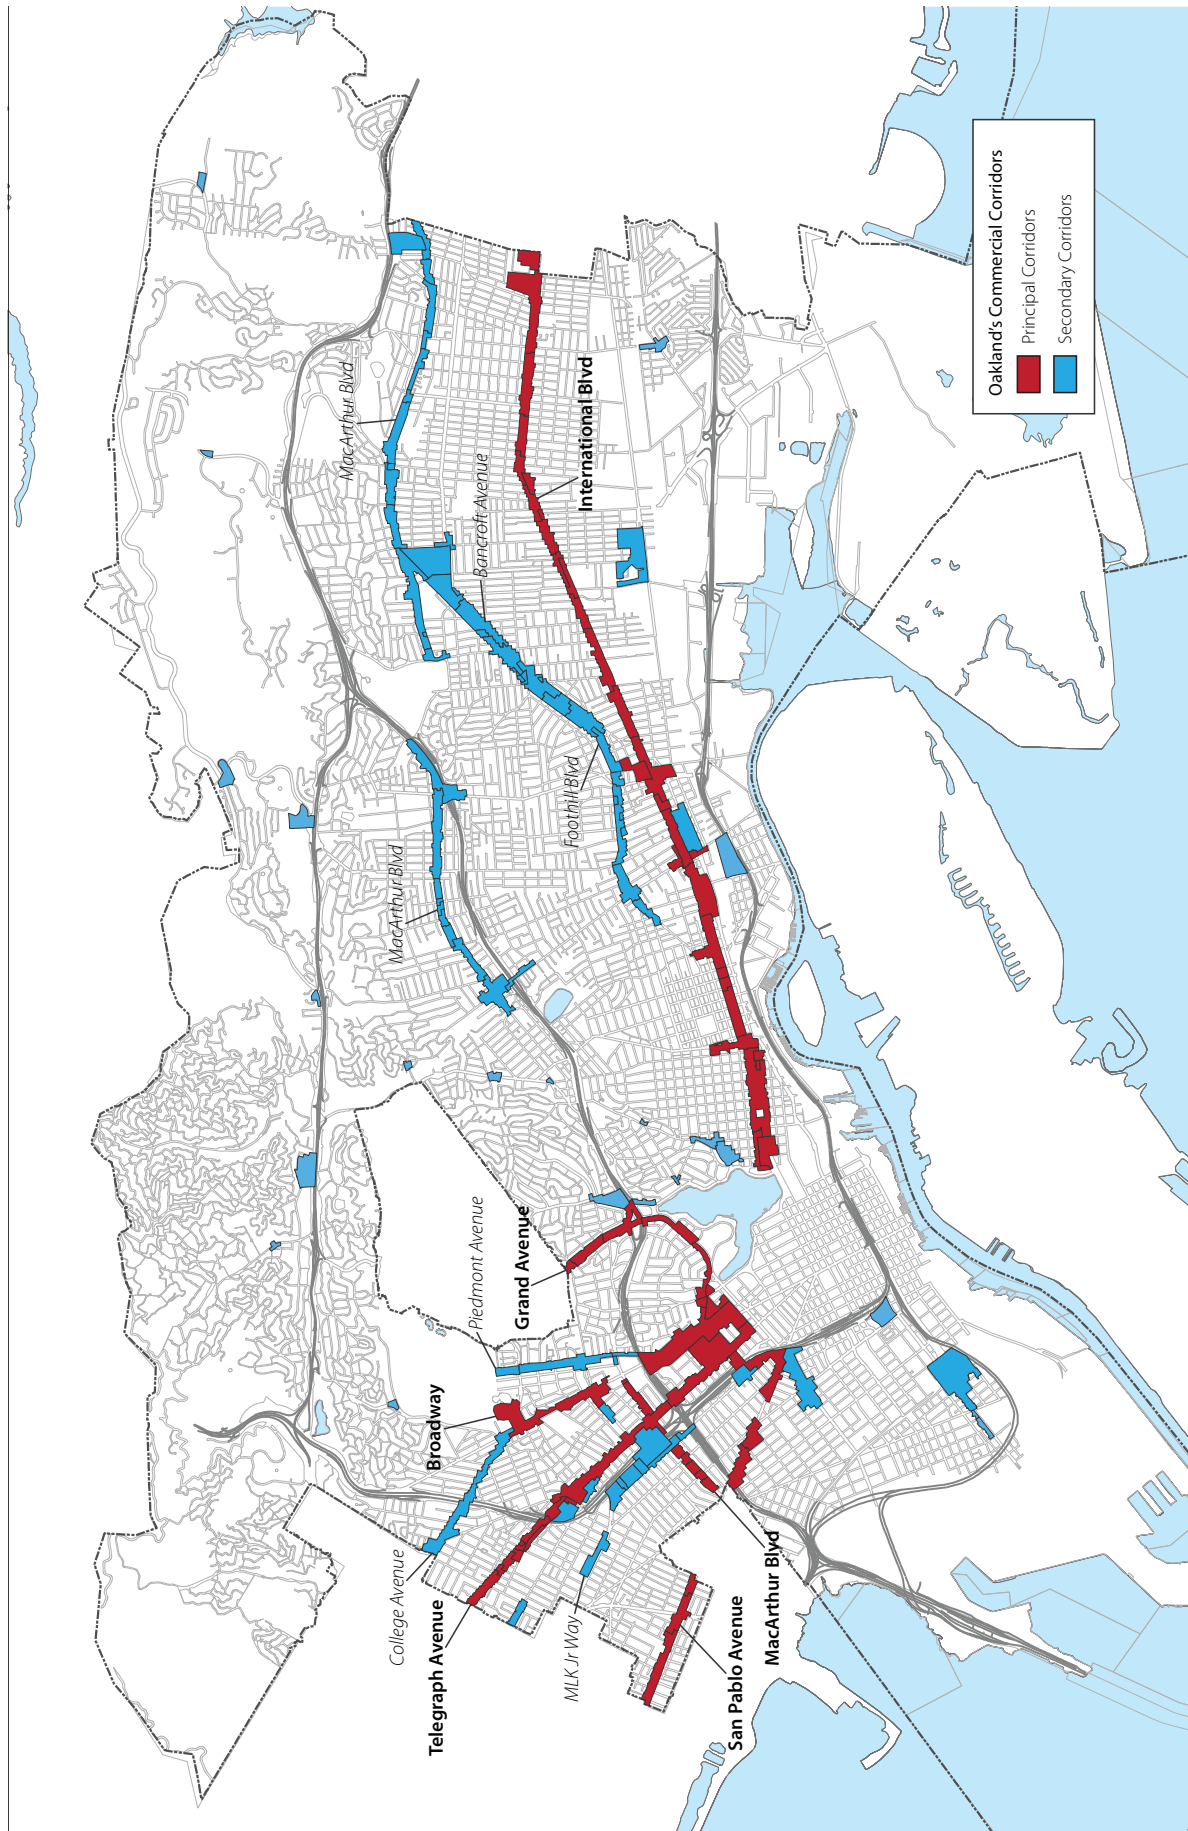 Oakland's Commercial Corridors
Principal Corridors
Secondary Corridors
Telegraph Avenue
College Avenue
Broadway
Piedmont Avenue
Grand Avenue
MLK Jr Way
San Pablo Avenue
MacArthur Blvd
MacArthur Blvd
Foothill Blvd
Bancroft Avenue
MacArthur Blvd
International Blvd